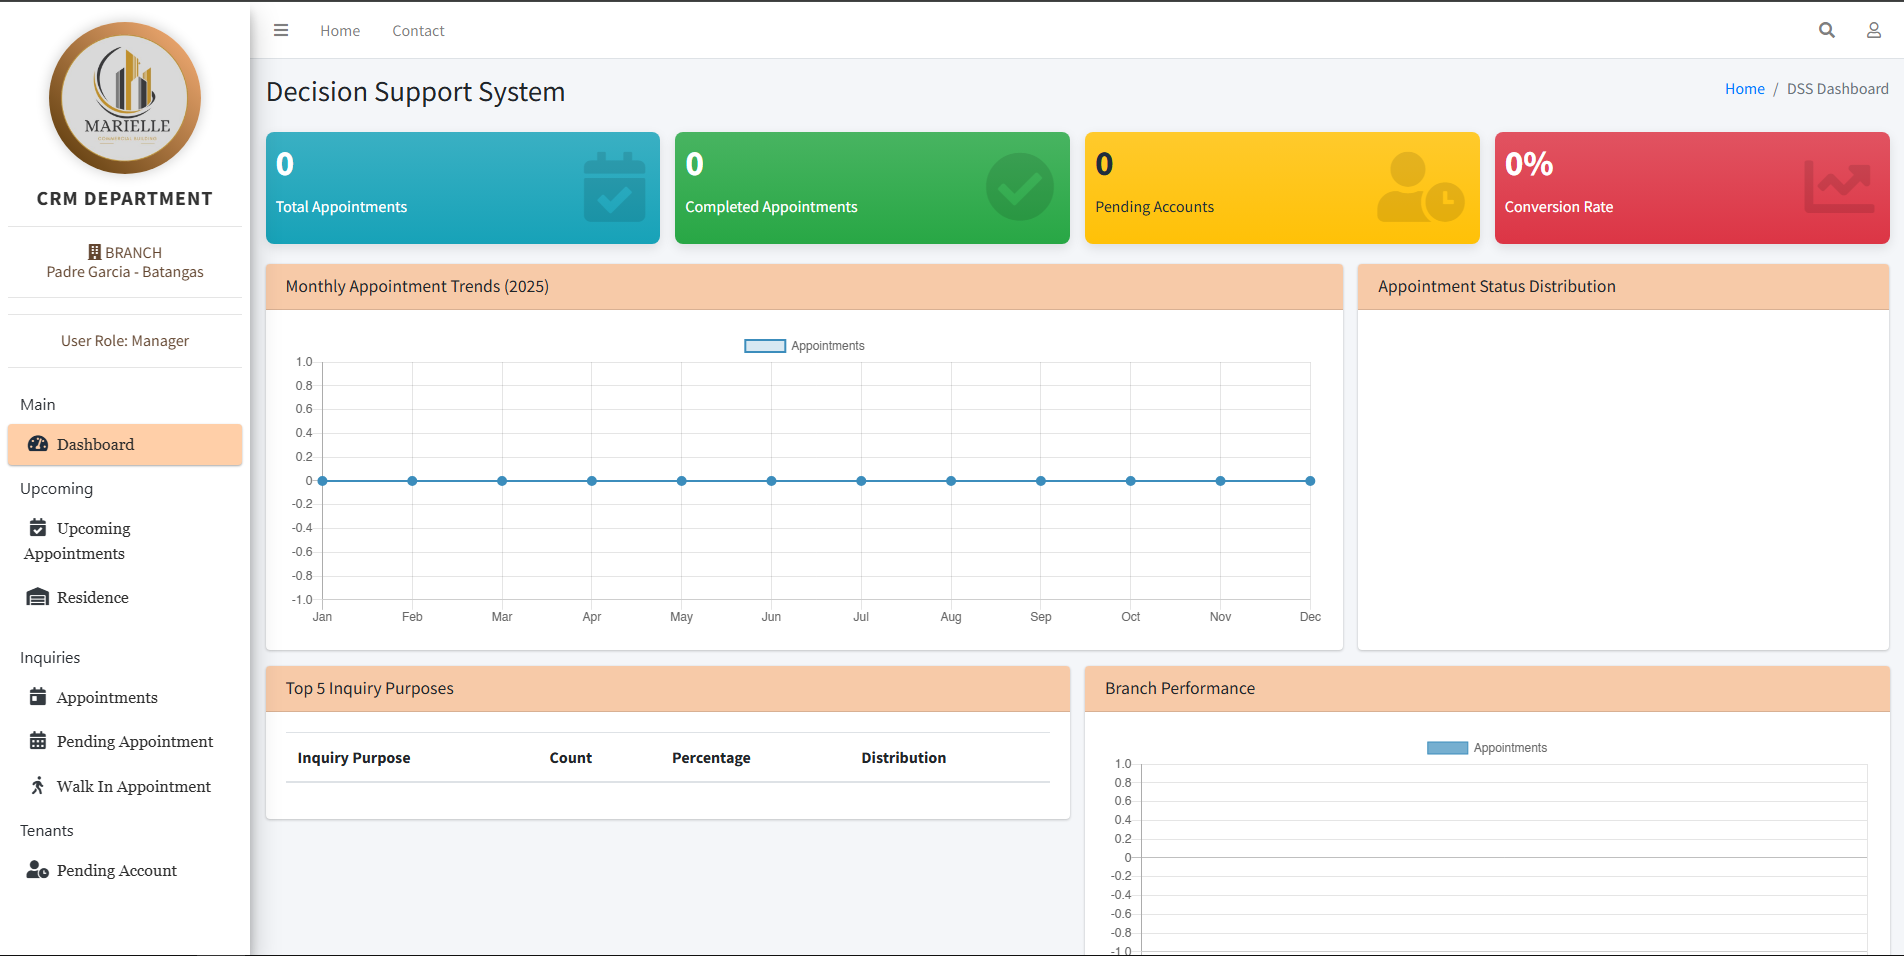 MARIELLE
COMMERCIAL BUILDING
CRM DEPARTMENT
BRANCH
Padre Garcia - Batangas
User Role: Manager
Main
Dashboard
Upcoming
Upcoming
Appointments
Residence
Inquiries
Appointments
Pending Appointment
Walk In Appointment
Tenants
Pending Account
Home Contact
Decision Support System
Home / DSS Dashboard
0
Total Appointments
0
Completed Appointments
0
Pending Accounts
0%
Conversion Rate
Monthly Appointment Trends (2025)
Appointments
1.0
0.8
0.6
0.4
0.2
0
-0.2
-0.4
-0.6
-0.8
-1.0
Jan Feb Mar Apr May Jun Jul Aug Sep Oct Nov Dec
Appointment Status Distribution
Top 5 Inquiry Purposes
Inquiry Purpose Count Percentage Distribution
Branch Performance
Appointments
1.0
0.8
0.6
0.4
0.2
0
-0.2
-0.4
-0.6
-0.8
-1.0